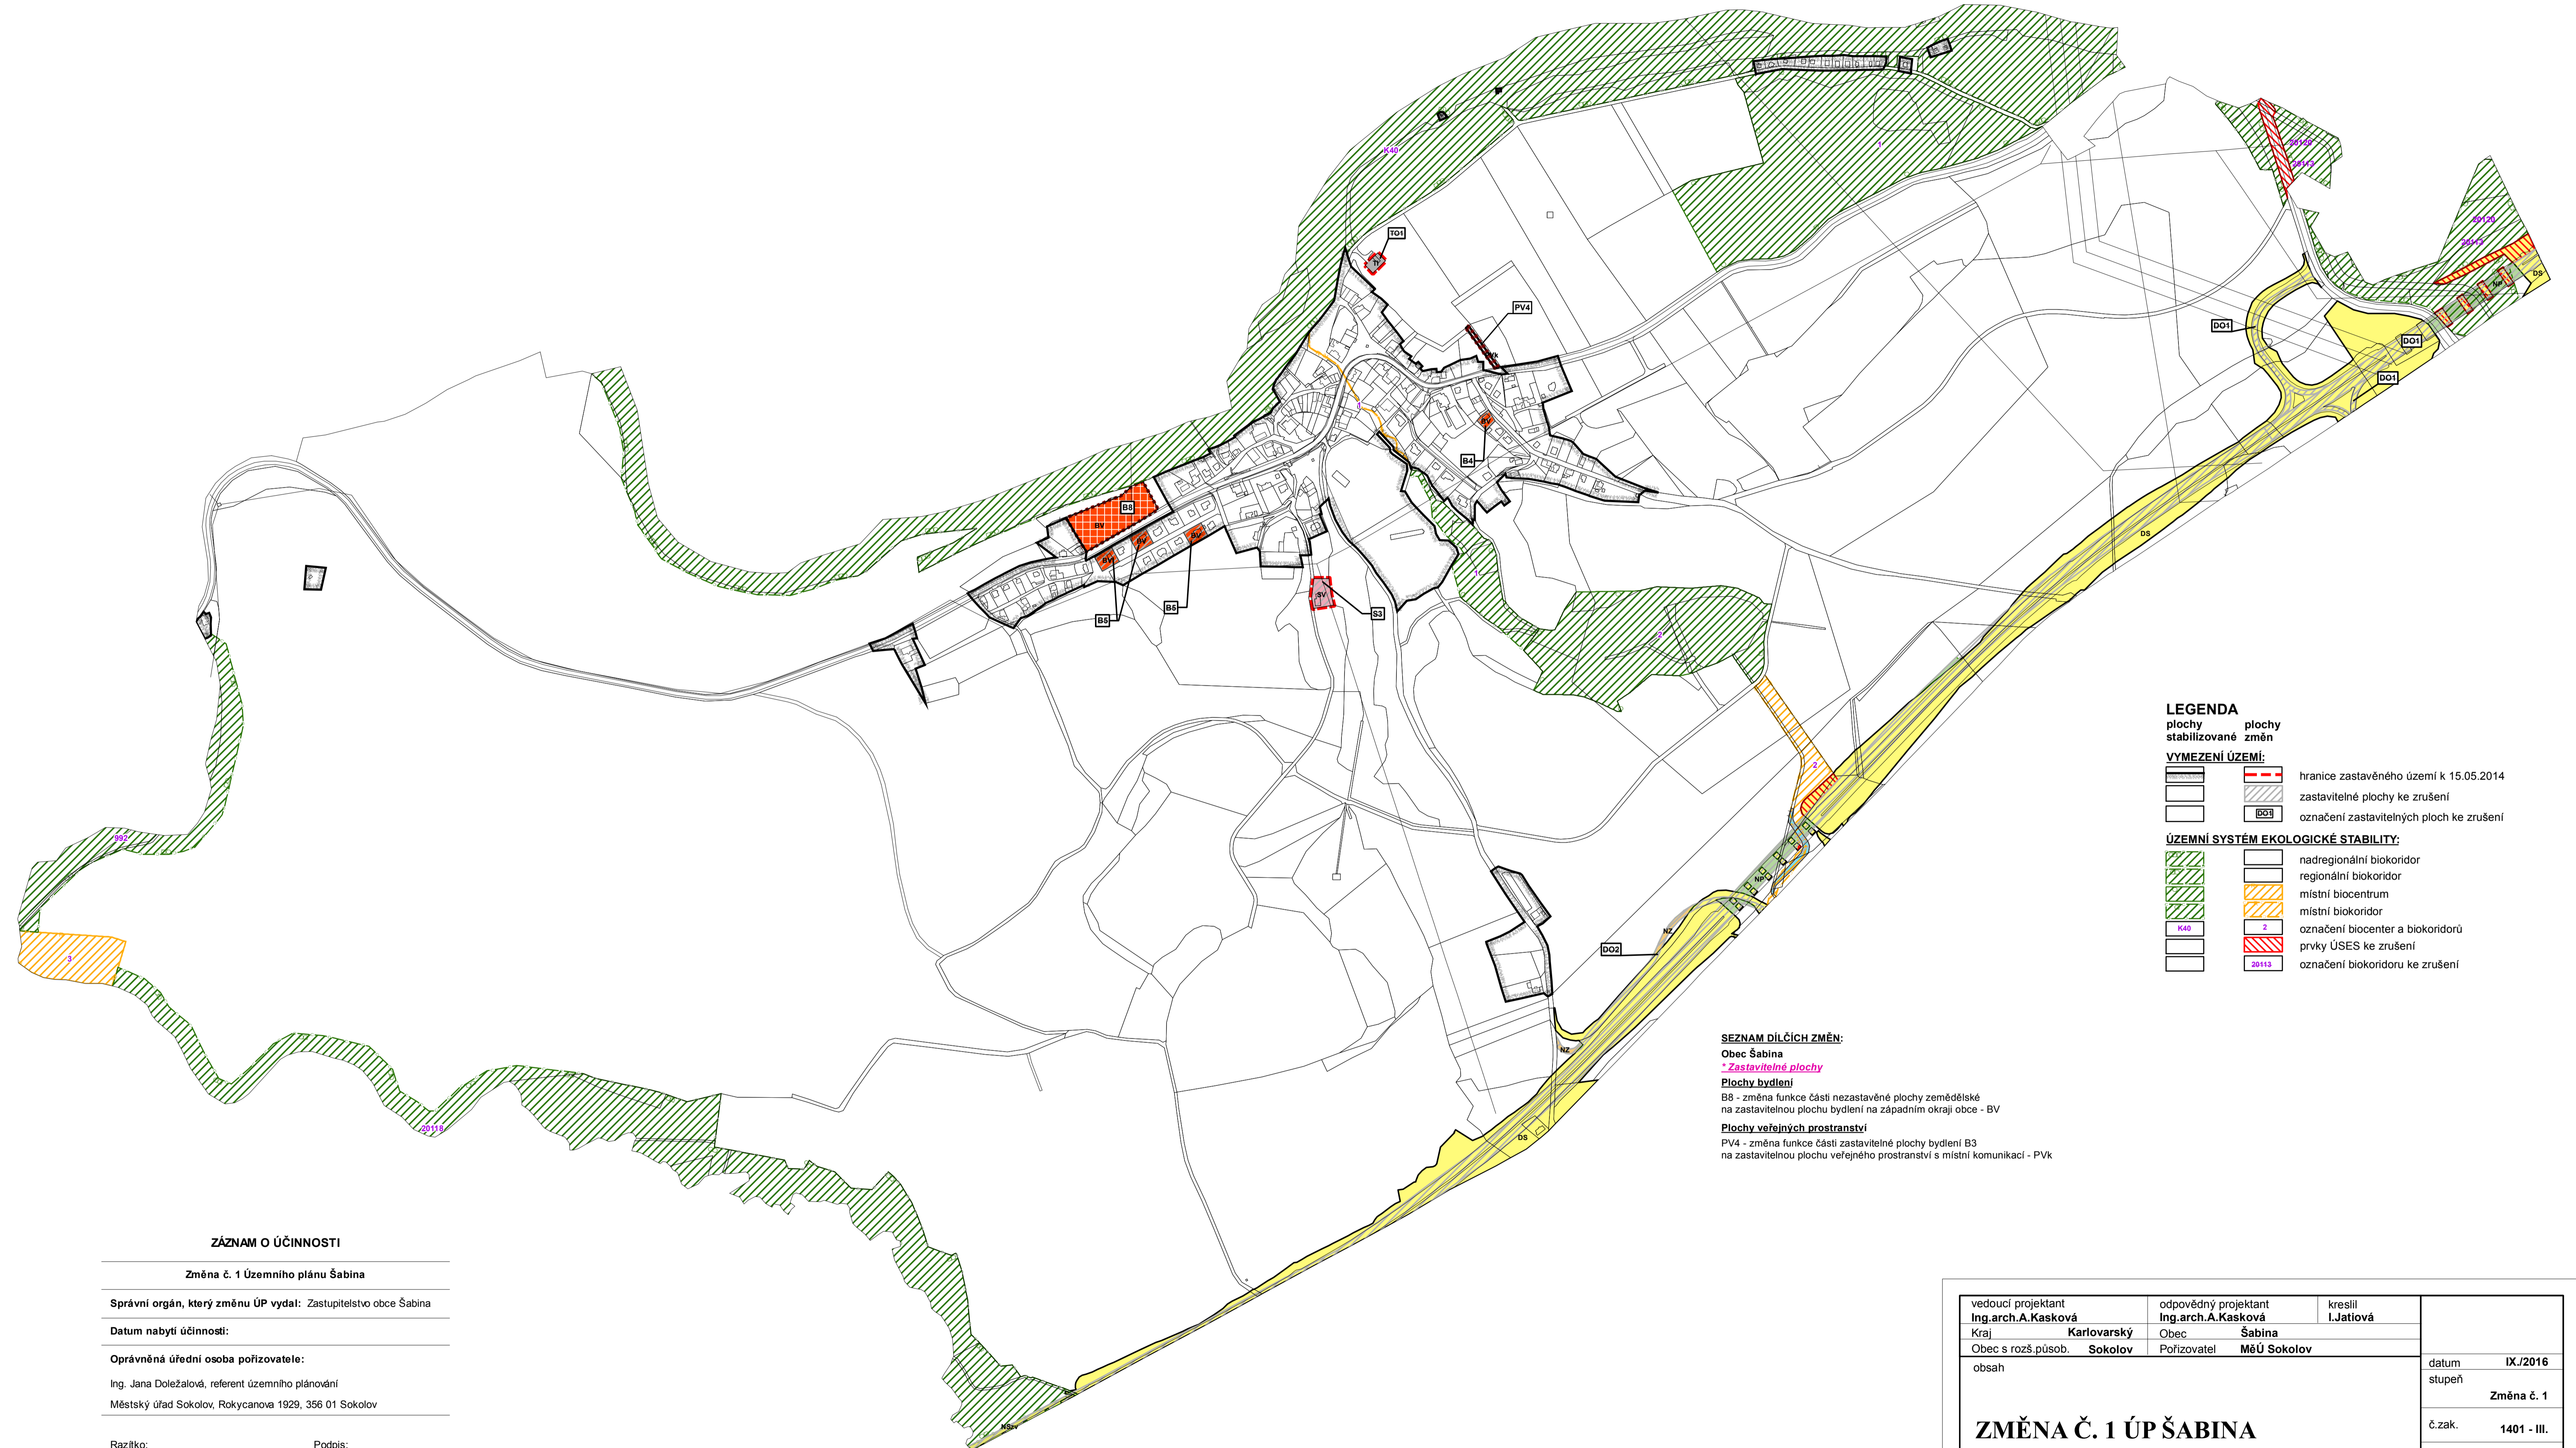 K40
1
20120
20113
20120
20113
TO1
TI
PV4
PVk
DS
NP
DO1
DO1
DO1
1
BV
B4
B8
BV
BV
BV
BV
B5
B5
SV
S3
1
2
DS
2
992
3
NP
NZ
DO2
NZ
20118
DS
NSzv
LEGENDA
plochy stabilizované
plochy změn
VYMEZENÍ ÚZEMÍ:
hranice zastavěného území k 15.05.2014
zastavitelné plochy ke zrušení
DO1 označení zastavitelných ploch ke zrušení
ÚZEMNÍ SYSTÉM EKOLOGICKÉ STABILITY:
nadregionální biokoridor
regionální biokoridor
místní biocentrum
místní biokoridor
K40 2 označení biocenter a biokoridorů
prvky ÚSES ke zrušení
20113 označení biokoridoru ke zrušení
SEZNAM DÍLČÍCH ZMĚN:
Obec Šabina
* Zastavitelné plochy
Plochy bydlení
B8 - změna funkce části nezastavěné plochy zemědělské
na zastavitelnou plochu bydlení na západním okraji obce - BV
Plochy veřejných prostranství
PV4 - změna funkce části zastavitelné plochy bydlení B3
na zastavitelnou plochu veřejného prostranství s místní komunikací - PVk
ZÁZNAM O ÚČINNOSTI
Změna č. 1 Územního plánu Šabina
Správní orgán, který změnu ÚP vydal: Zastupitelstvo obce Šabina
Datum nabytí účinnosti:
Oprávněná úřední osoba pořizovatele:
Ing. Jana Doležalová, referent územního plánování
Městský úřad Sokolov, Rokycanova 1929, 356 01 Sokolov
Razítko: Podpis:
vedoucí projektant odpovědný projektant kreslil
Ing.arch.A.Kasková Ing.arch.A.Kasková I.Jatiová
Kraj Karlovarský Obec Šabina
Obec s rozš.působ. Sokolov Pořizovatel MěÚ Sokolov
obsah
datum IX./2016
stupeň
Změna č. 1
č.zak. 1401 - III.
ZMĚNA Č. 1 ÚP ŠABINA